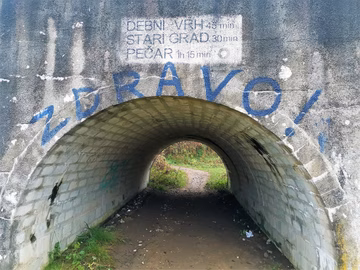 DEBNI VRH 45 min
STARI GRAD 30 min
PEČAR 1h 15 min
ZDRAVO!